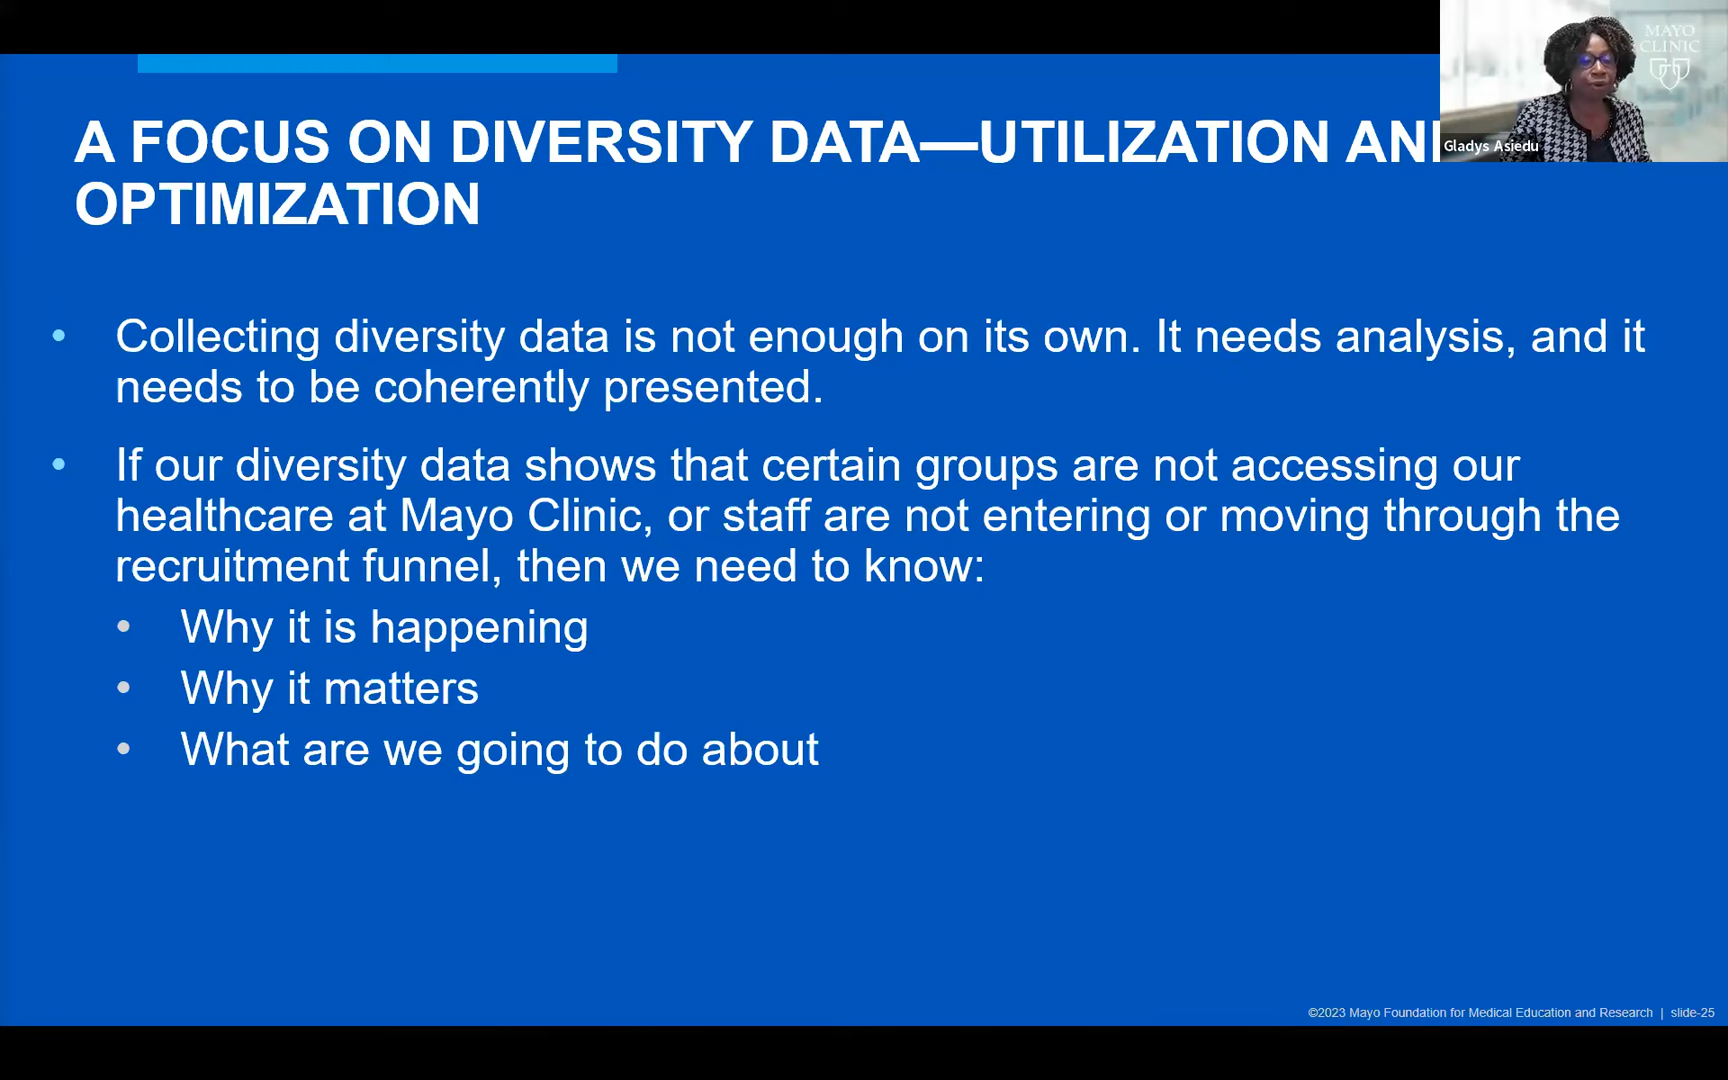 MAYO
CLINIC
Gladys Asiedu
A FOCUS ON DIVERSITY DATA—UTILIZATION AN
OPTIMIZATION
• Collecting diversity data is not enough on its own. It needs analysis, and it
needs to be coherently presented.
• If our diversity data shows that certain groups are not accessing our
healthcare at Mayo Clinic, or staff are not entering or moving through the
recruitment funnel, then we need to know:
• Why it is happening
• Why it matters
• What are we going to do about
©2023 Mayo Foundation for Medical Education and Research | slide-25